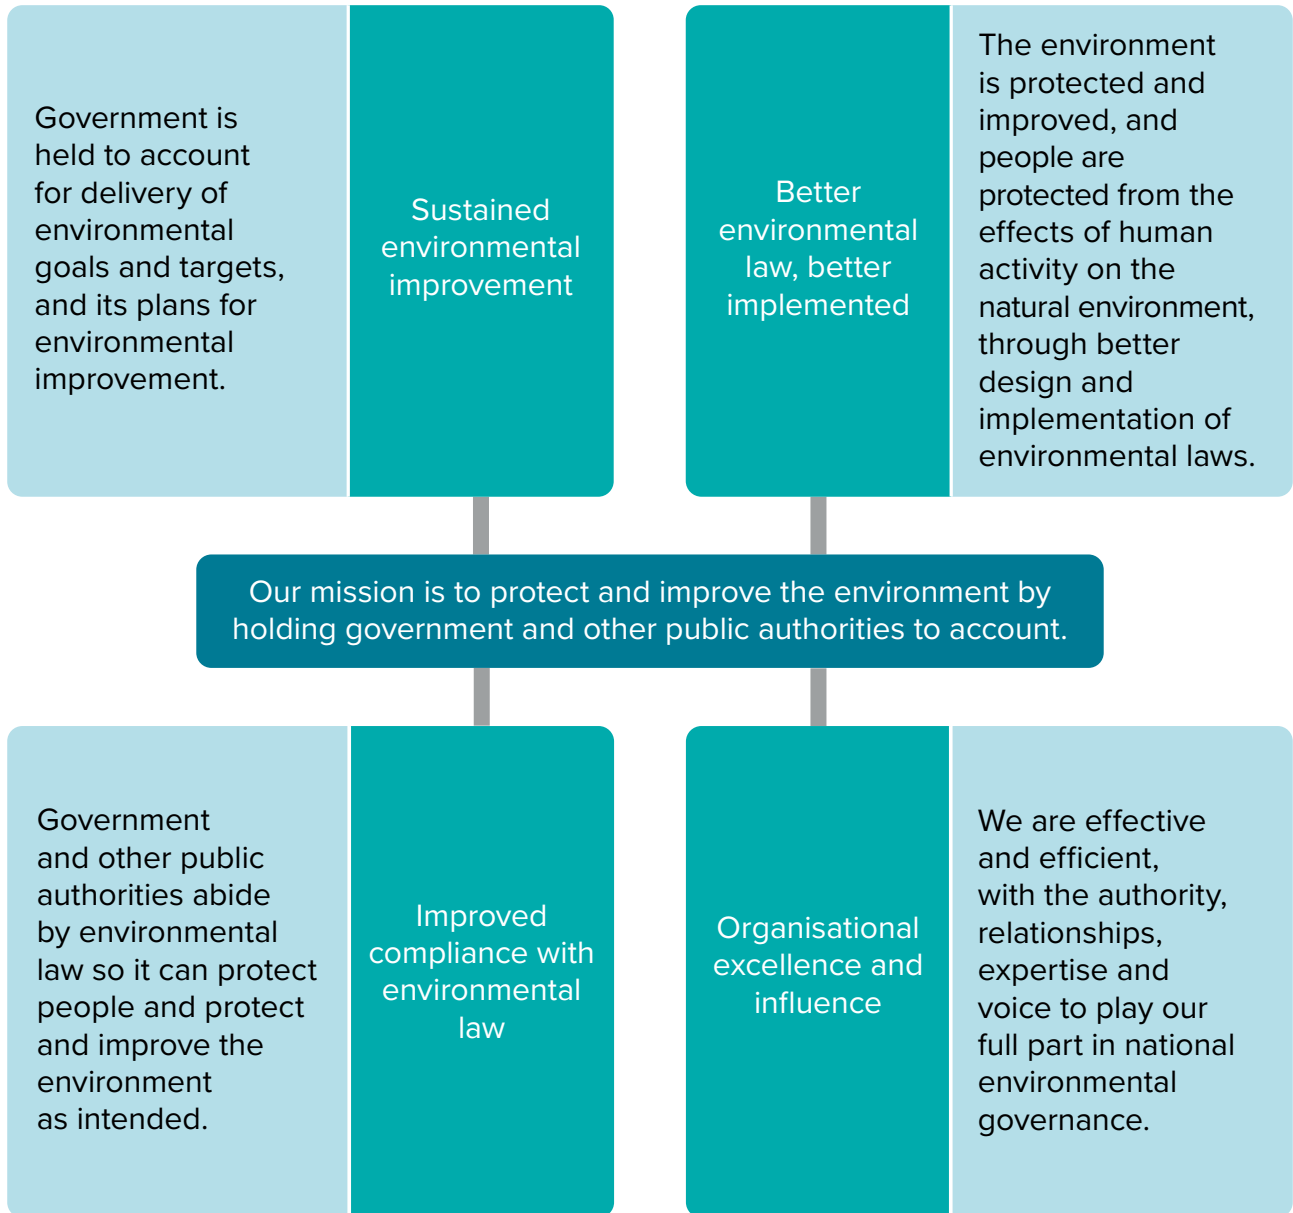 Government is
held to account
for delivery of
environmental
goals and targets,
and its plans for
environmental
improvement.
Sustained
environmental
improvement
Better
environmental
law, better
implemented
The environment
is protected and
improved, and
people are
protected from the
effects of human
activity on the
natural environment,
through better
design and
implementation of
environmental laws.
Our mission is to protect and improve the environment by
holding government and other public authorities to account.
Government
and other public
authorities abide
by environmental
law so it can protect
people and protect
and improve the
environment
as intended.
Improved
compliance with
environmental
law
Organisational
excellence and
influence
We are effective
and efficient,
with the authority,
relationships,
expertise and
voice to play our
full part in national
environmental
governance.